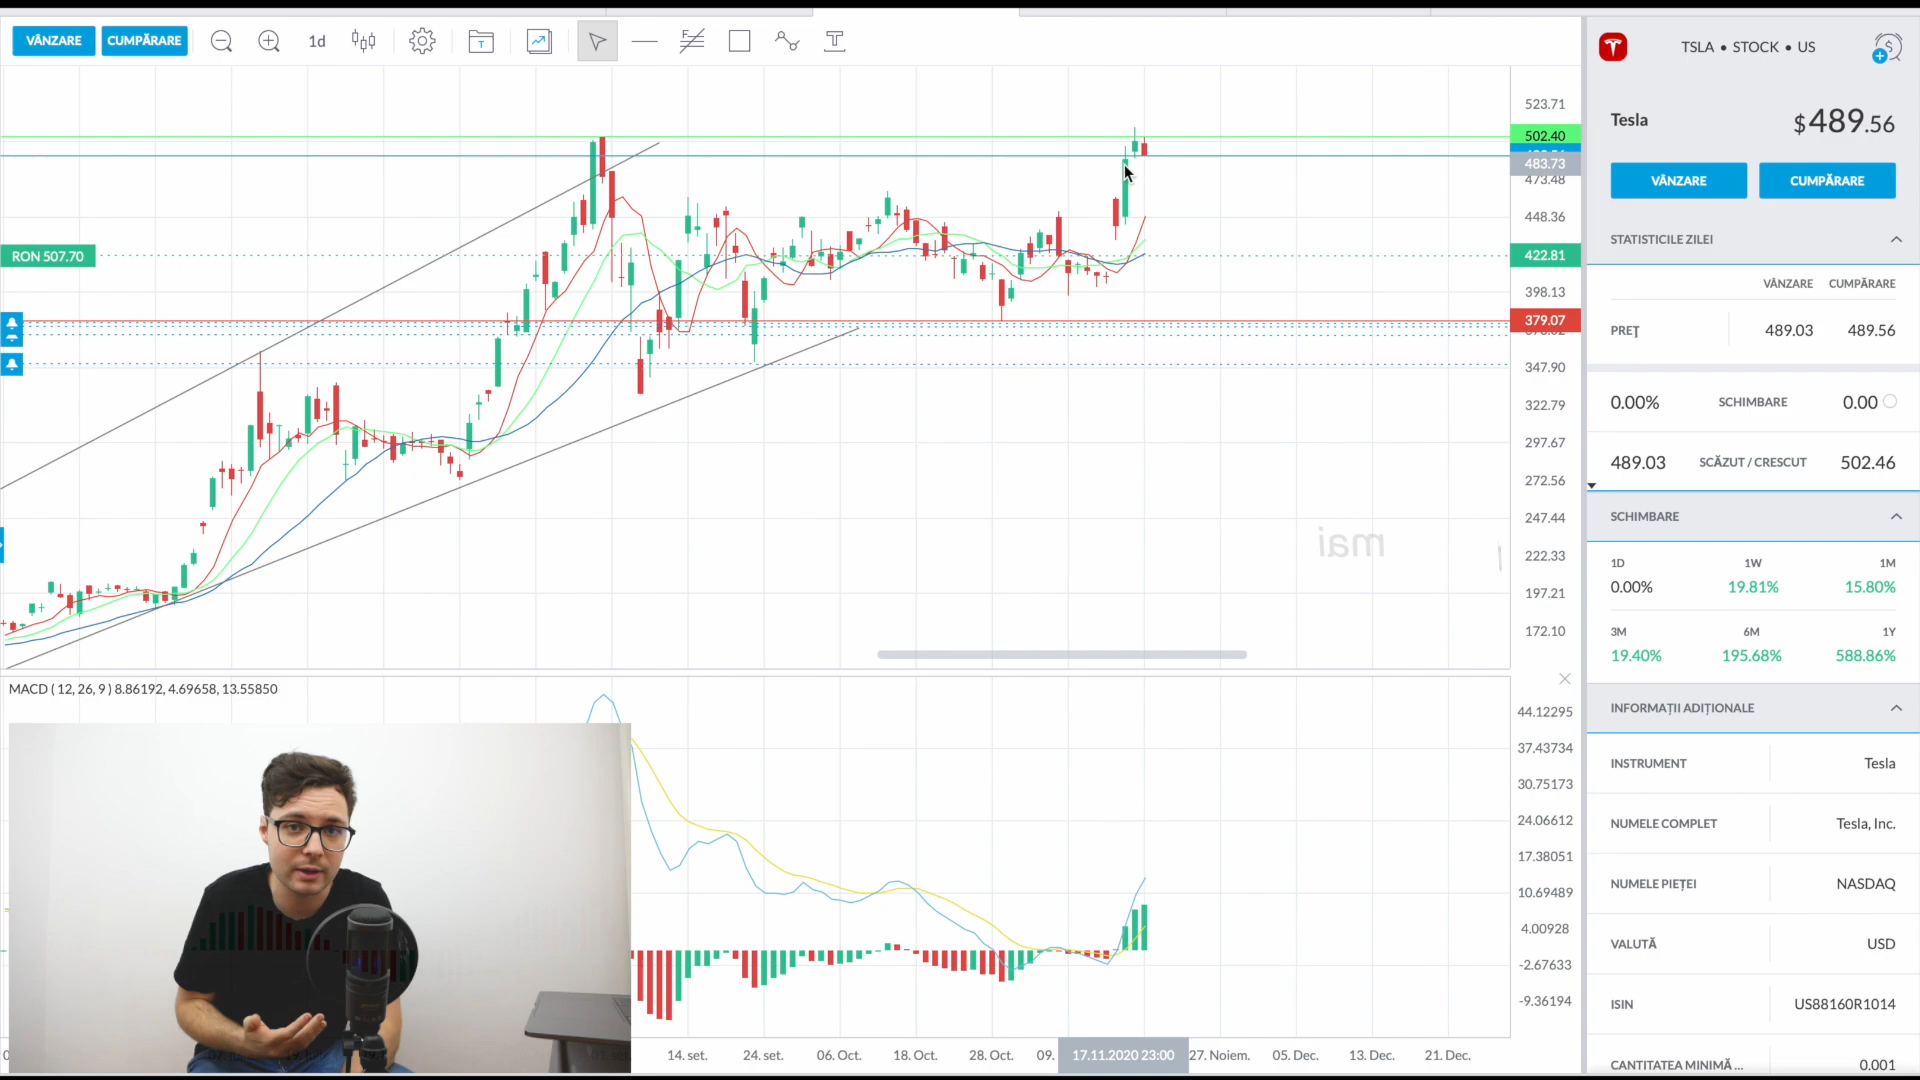 VÂNZARE CUMPĂRARE 1d T F T
TSLA • STOCK • US
Tesla $489.56
VÂNZARE CUMPĂRARE
STATISTICILE ZILEI
VÂNZARE CUMPĂRARE
PREȚ 489.03 489.56
0.00% SCHIMBARE 0.00
489.03 SCĂZUT / CRESCUT 502.46
SCHIMBARE
1D 1W 1M
0.00% 19.81% 15.80%
3M 6M 1Y
19.40% 195.68% 588.86%
INFORMAȚII ADIȚIONALE
INSTRUMENT Tesla
NUMELE COMPLET Tesla, Inc.
NUMELE PIEȚEI NASDAQ
VALUTĂ USD
ISIN US88160R1014
CANTITATEA MINIMĂ ... 0.001
523.71
502.40
483.73
473.48
448.36
RON 507.70
422.81
398.13
379.07
347.90
322.79
297.67
272.56
247.44
mai
222.33
197.21
172.10
MACD ( 12, 26, 9 ) 8.86192, 4.69658, 13.55850
44.12295
37.43734
30.75173
24.06612
17.38051
10.69489
4.00928
-2.67633
-9.36194
14. set. 24. set. 06. Oct. 18. Oct. 28. Oct. 09. 17.11.2020 23:00 27. Noiem. 05. Dec. 13. Dec. 21. Dec.